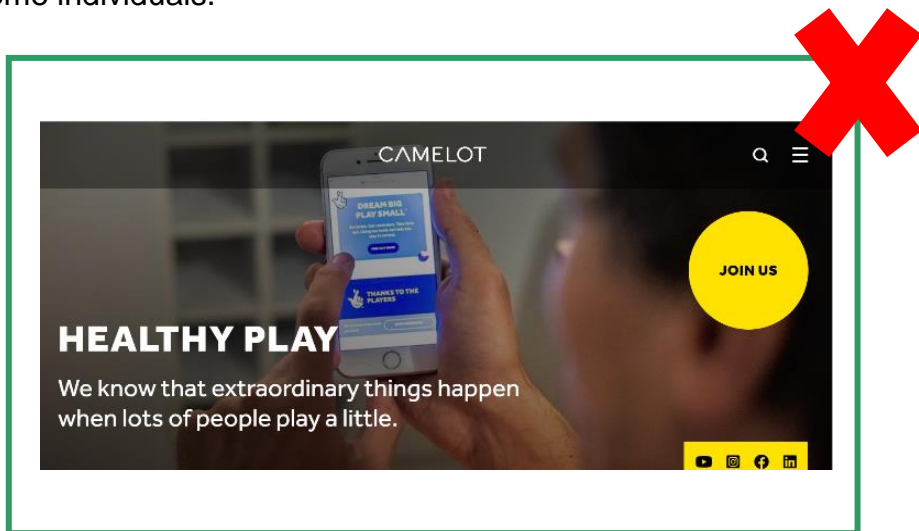 ome individuals.
CAMELOT
DREAM BIG
PLAY SMALL
JOIN US
THANKS TO THE
PLAYERS
HEALTHY PLAY
We know that extraordinary things happen
when lots of people play a little.